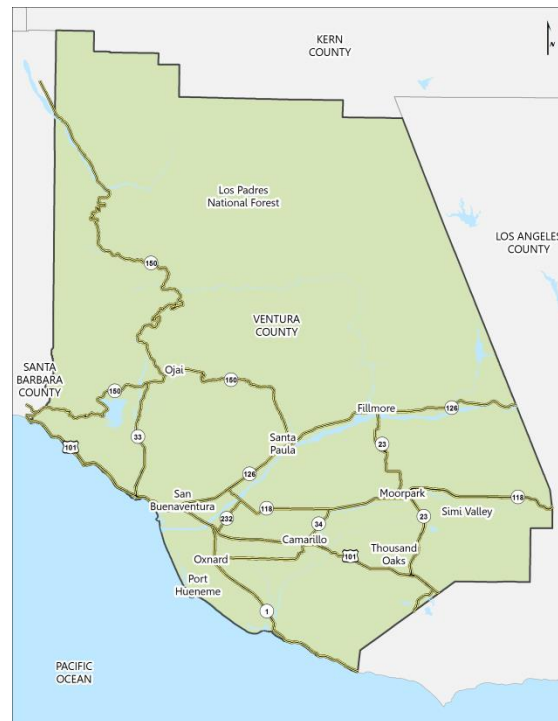 KERN
COUNTY
N
Los Padres
National Forest
LOS ANGELES
COUNTY
150
VENTURA
COUNTY
SANTA
BARBARA
COUNTY
Ojai
150
150
Fillmore
126
33
101
Santa
Paula
23
126
San
Buenaventura
Moorpark
118
118
232
34
23
Simi Valley
Camarillo
101
Thousand
Oaks
Oxnard
Port
Hueneme
1
PACIFIC
OCEAN